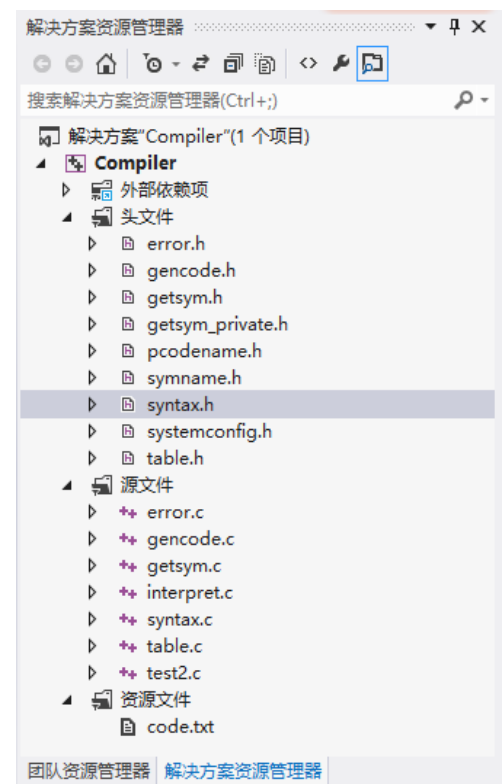 解决方案资源管理器
搜索解决方案资源管理器(Ctrl+;)
解决方案"Compiler"(1 个项目)
Compiler
外部依赖项
头文件
error.h
gencode.h
getsym.h
getsym_private.h
pcodename.h
symname.h
syntax.h
systemconfig.h
table.h
源文件
error.c
gencode.c
getsym.c
interpret.c
syntax.c
table.c
test2.c
资源文件
code.txt
团队资源管理器 解决方案资源管理器